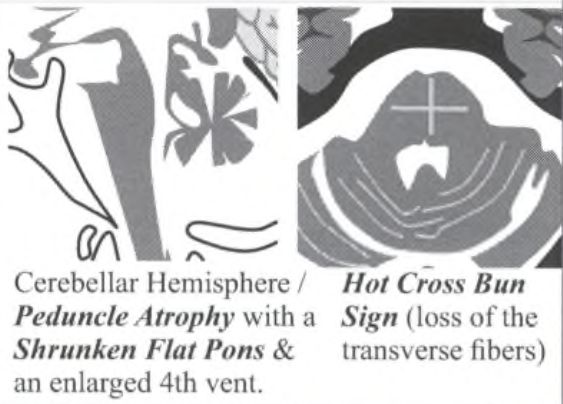 Cerebellar Hemisphere /
Peduncle Atrophy with a
Shrunken Flat Pons &
an enlarged 4th vent.
Hot Cross Bun
Sign (loss of the
transverse fibers)